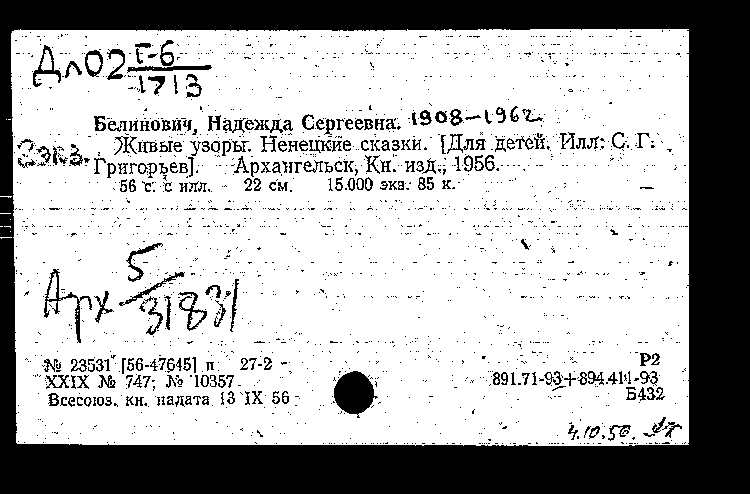 Дл02 Г-6
1713
Белинович, Надежда Сергеевна. 1908-1962
2экз. Живые узоры. Ненецкие сказки. [Для детей. Илл: С. Г.
Григорьев]. Архангельск, Кн. изд., 1956.
56 с. с илл. 22 см. 15.000 экз. 85 к.
Арх 5
31831
№ 23531 [56-47645] п 27-2
Р2
XXIX № 747; № 10357
891.71-93+894.411-93
Всесоюз. кн. палата 13 IX 56
Б432
4.10.56.